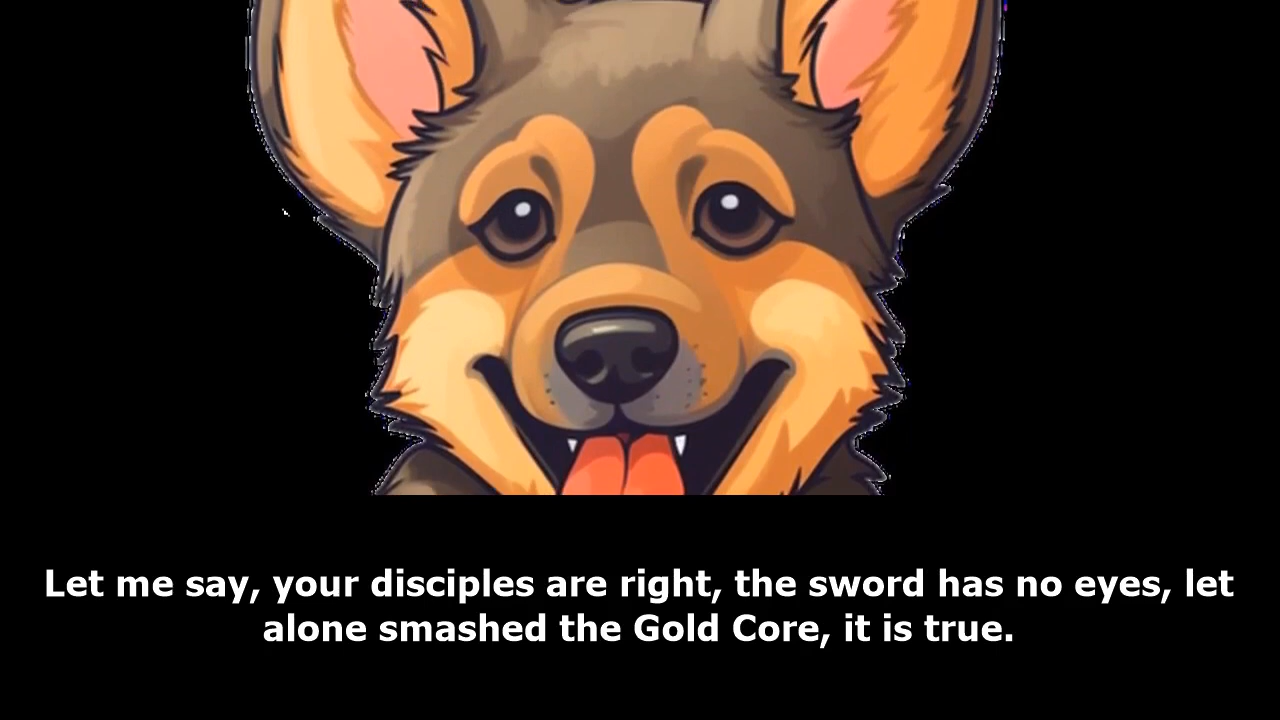 Let me say, your disciples are right, the sword has no eyes, let
alone smashed the Gold Core, it is true.